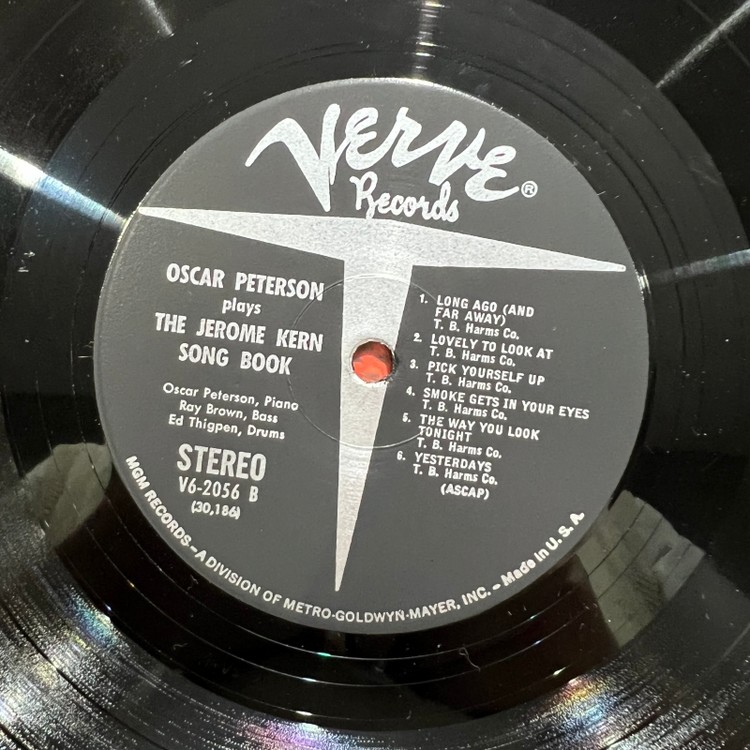 Verve®
Records
OSCAR PETERSON
plays
THE JEROME KERN
SONG BOOK
Oscar Peterson, Piano
Ray Brown, Bass
Ed Thigpen, Drums
STEREO
V6-2056 B
(30,186)
1. LONG AGO (AND
FAR AWAY)
T. B. Harms Co.
2. LOVELY TO LOOK AT
T. B. Harms Co.
3. PICK YOURSELF UP
T. B. Harms Co.
4. SMOKE GETS IN YOUR EYES
T. B. Harms Co.
5. THE WAY YOU LOOK
TONIGHT
T. B. Harms Co.
6. YESTERDAYS
T. B. Harms Co.
(ASCAP)
MGM RECORDS–A DIVISION OF METRO-GOLDWYN-MAYER, INC. – Made in U. S. A.